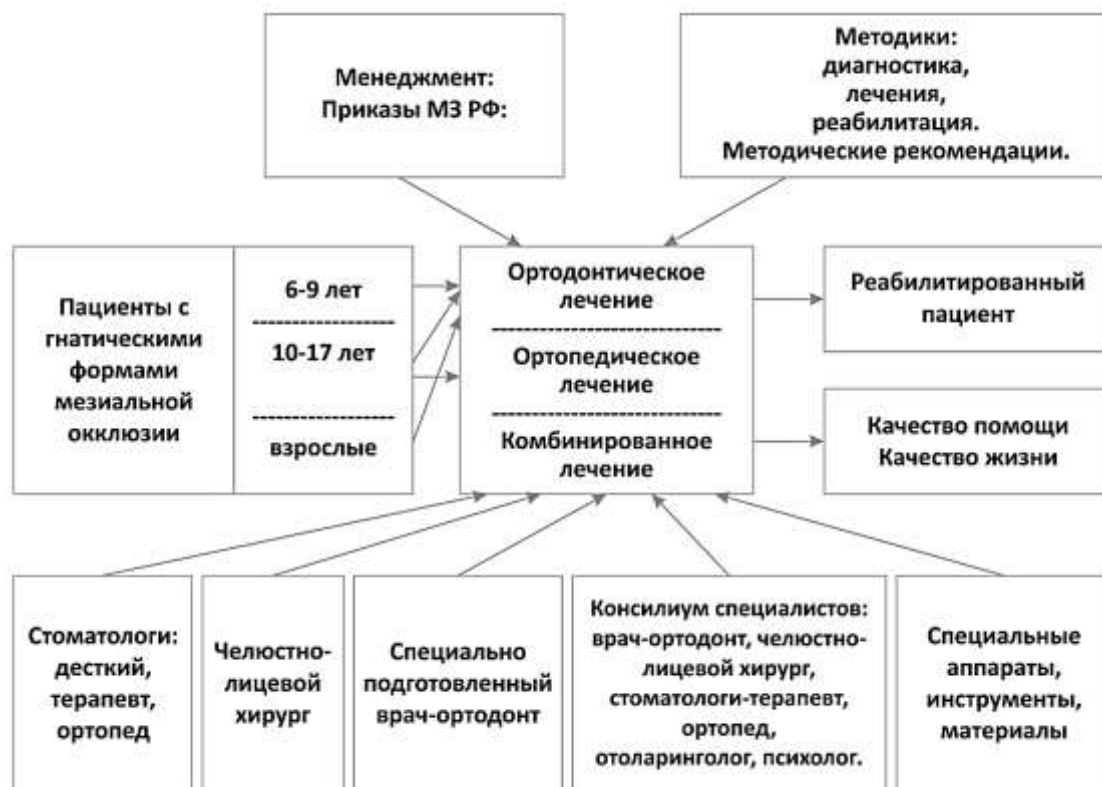 Менеджмент:
Приказы МЗ РФ:
Методики:
диагностика,
лечения,
реабилитация.
Методические рекомендации.
Пациенты с
гнатическими
формами
мезиальной
окклюзии
6-9 лет
10-17 лет
взрослые
Ортодонтическое
лечение
Ортопедическое
лечение
Комбинированное
лечение
Реабилитированный
пациент
Качество помощи
Качество жизни
Стоматологи:
десткий,
терапевт,
ортопед
Челюстно-
лицевой
хирург
Специально
подготовленный
врач-ортодонт
Консилиум специалистов:
врач-ортодонт, челюстно-
лицевой хирург,
стоматологи-терапевт,
ортопед,
отоларинголог, психолог.
Специальные
аппараты,
инструменты,
материалы